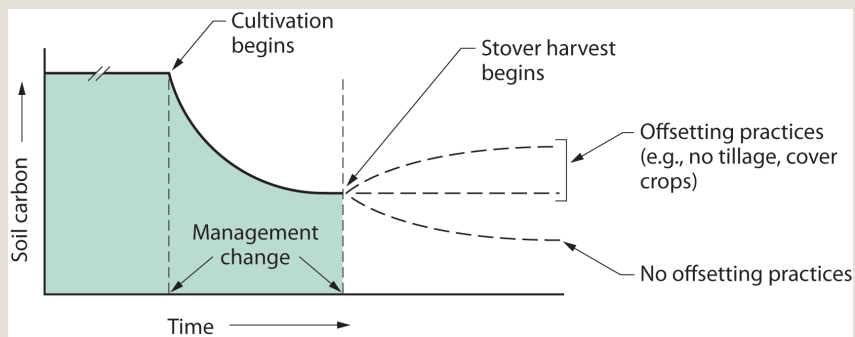 Cultivation
begins
Stover harvest
begins
Offsetting practices
(e.g., no tillage, cover
crops)
Soil carbon
Management
change
No offsetting practices
Time